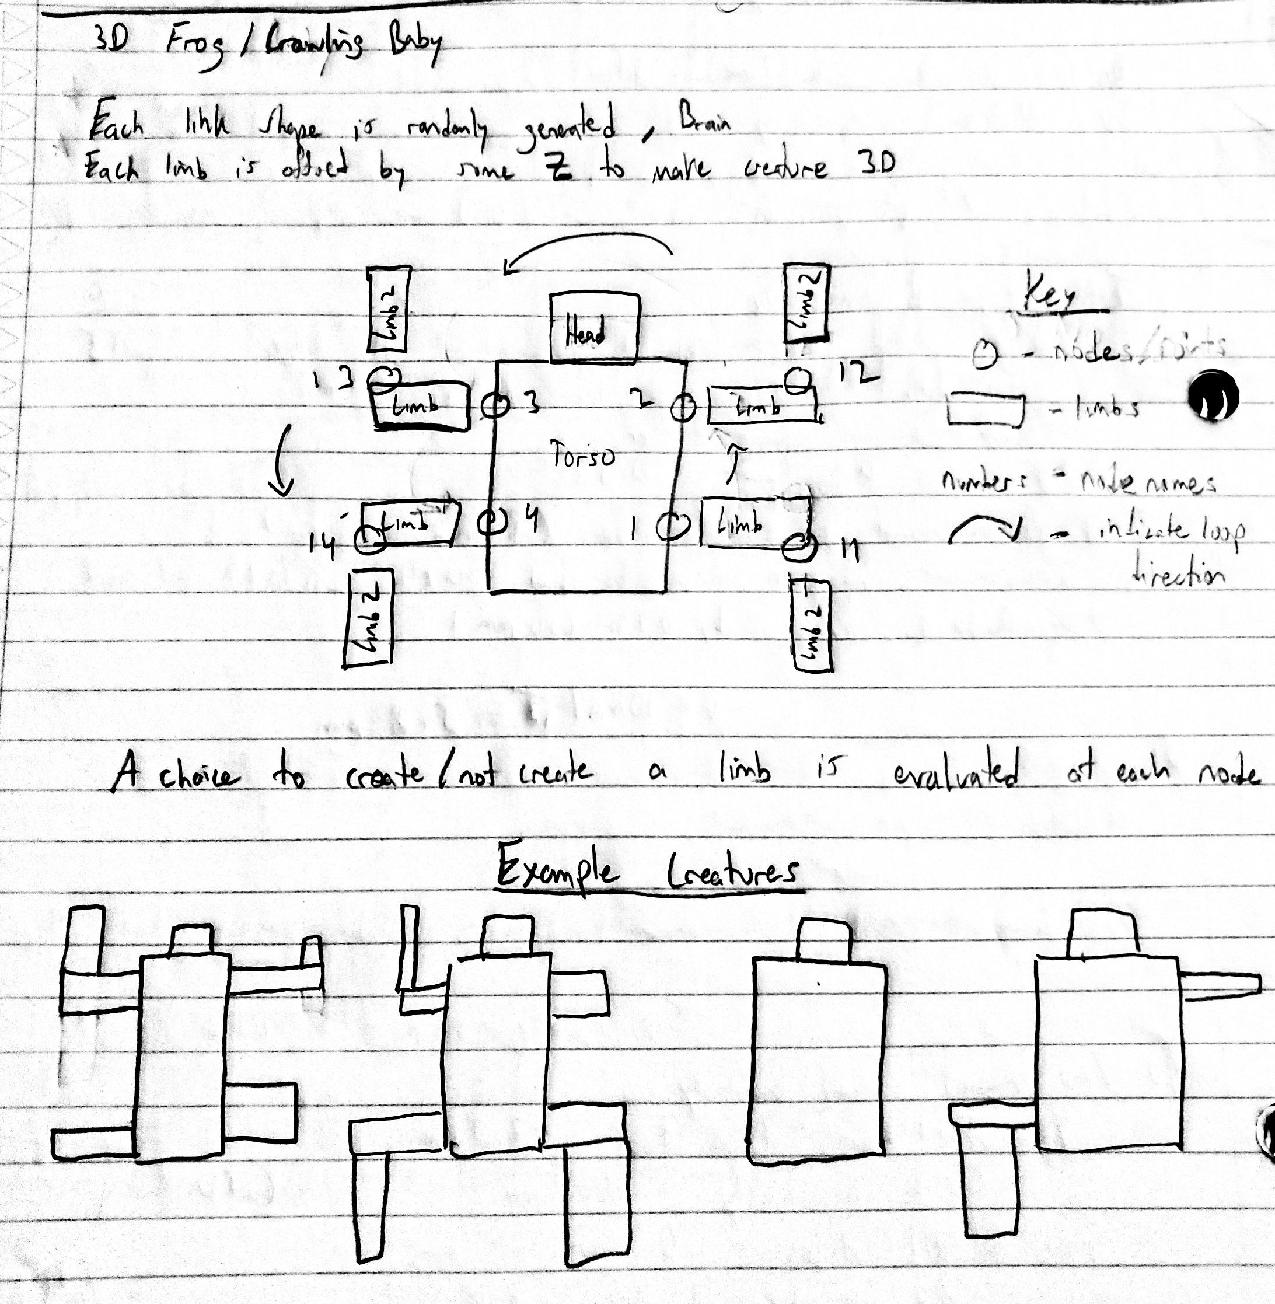 3D Frog / Crawling Baby
Each link shape is randomly generated, Brain
Each limb is offset by some Z to make creature 3D
Limb 2
Head
Limb 2
Key
- nodes/joints
13
Limb
3
2
Limb
12
- limbs
Torso
numbers - node names
Limb
4
1
Limb
14
11
- indicate loop
direction
Limb 2
Limb 2
A choice to create/not create a limb is evaluated at each node
Example Creatures